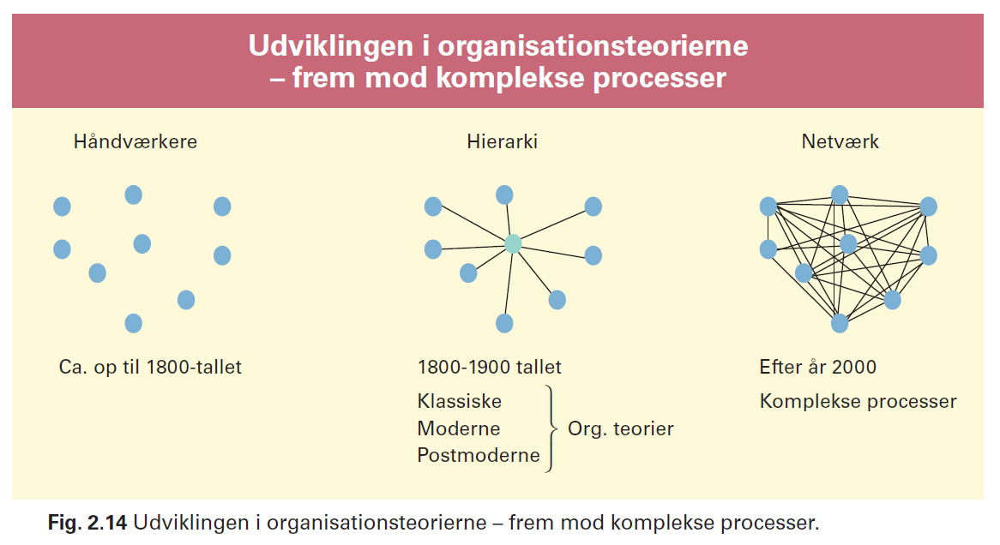 Udviklingen i organisationsteorierne
– frem mod komplekse processer
Håndværkere
Hierarki
Netværk
Ca. op til 1800-tallet
1800-1900 tallet
Klassiske
Moderne
Postmoderne
Org. teorier
Efter år 2000
Komplekse processer
Fig. 2.14 Udviklingen i organisationsteorierne – frem mod komplekse processer.